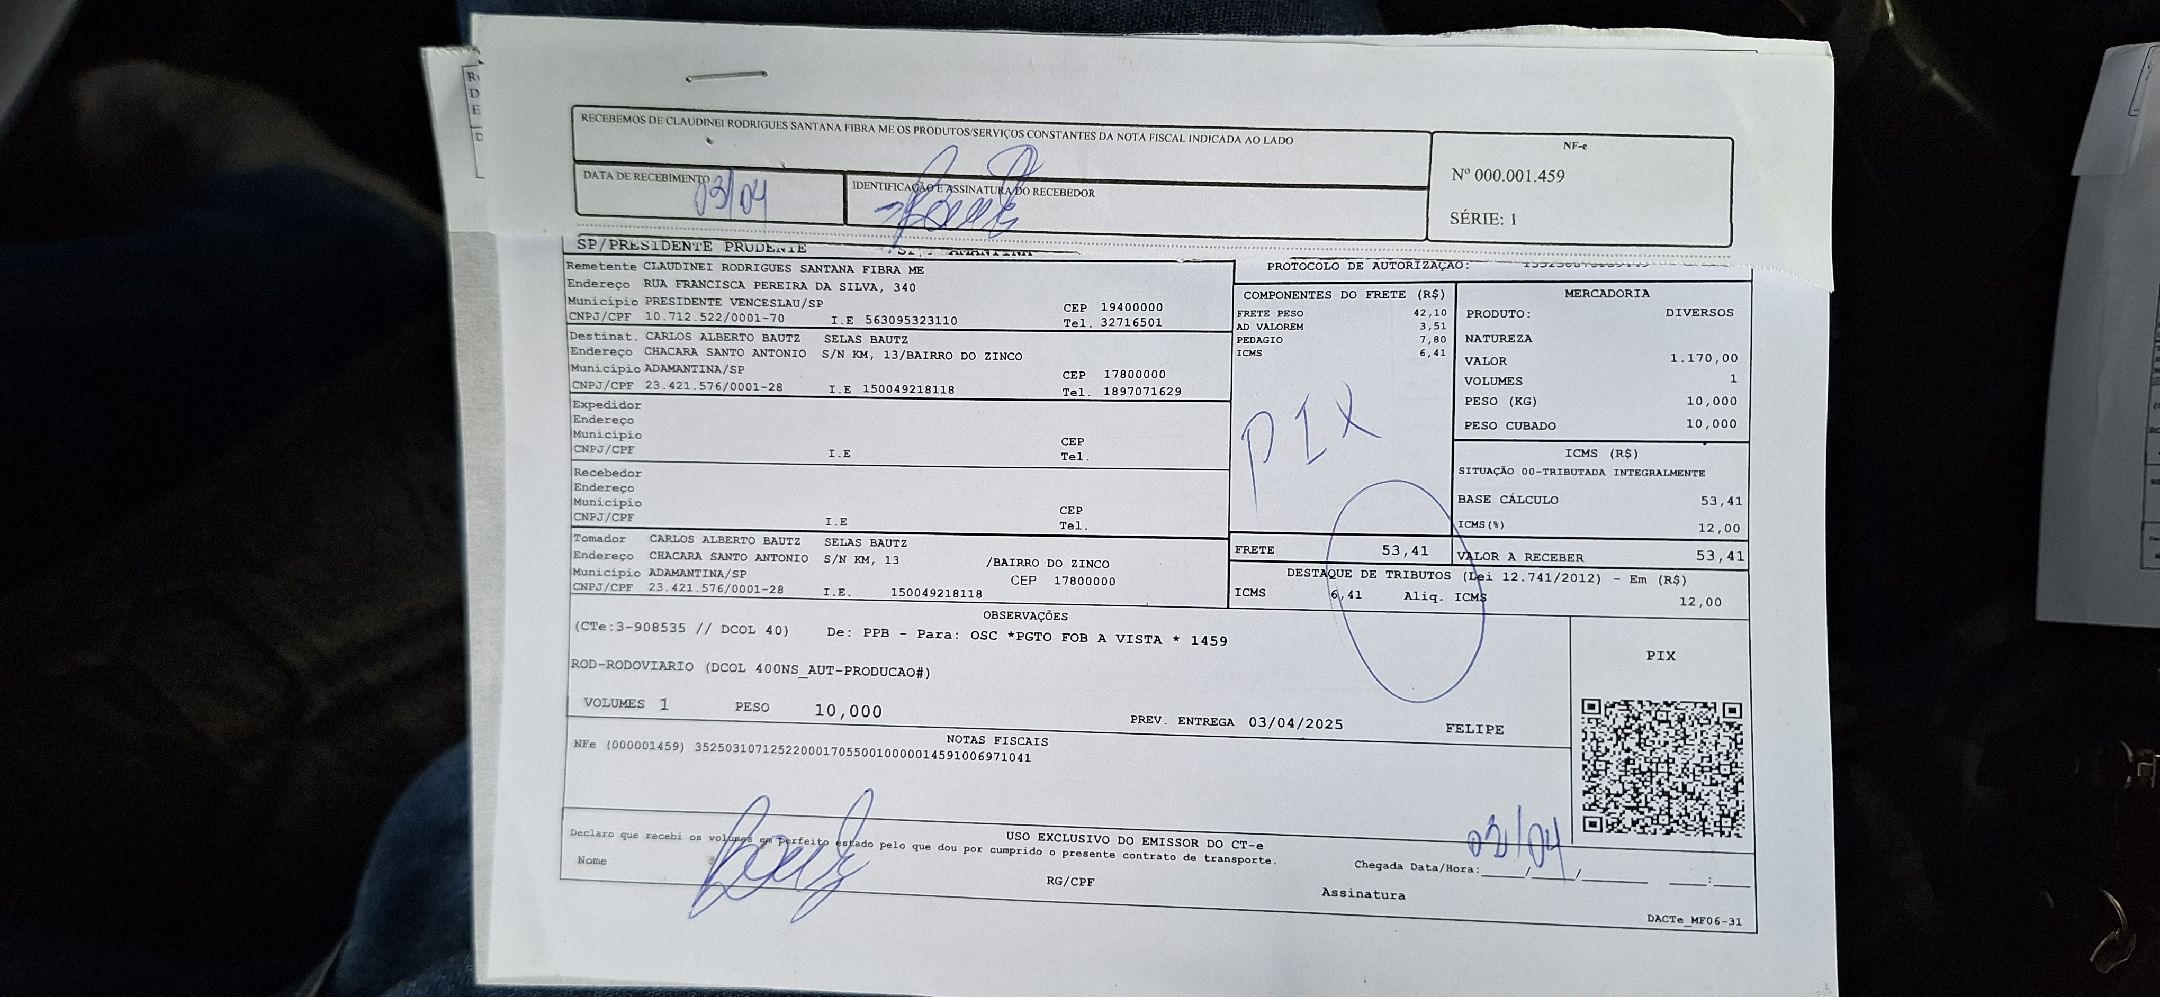 RECEBEMOS DE CLAUDINEI RODRIGUES SANTANA FIBRA ME OS PRODUTOS/SERVIÇOS CONSTANTES DA NOTA FISCAL INDICADA AO LADO
NF-e
Nº 000.001.459
SÉRIE: 1
DATA DE RECEBIMENTO
03/04
IDENTIFICAÇÃO E ASSINATURA DO RECEBEDOR
SP/PRESIDENTE PRUDENTE
PROTOCOLO DE AUTORIZAÇÃO:
Remetente CLAUDINEI RODRIGUES SANTANA FIBRA ME
Endereço RUA FRANCISCA PEREIRA DA SILVA, 340
Município PRESIDENTE VENCESLAU/SP CEP 19400000
CNPJ/CPF 10.712.522/0001-70 I.E 563095323110 Tel. 32716501
Destinat. CARLOS ALBERTO BAUTZ SELAS BAUTZ
Endereço CHACARA SANTO ANTONIO S/N KM, 13/BAIRRO DO ZINCO
Município ADAMANTINA/SP CEP 17800000
CNPJ/CPF 23.421.576/0001-28 I.E 150049218118 Tel. 1897071629
Expedidor
Endereço
Município CEP
CNPJ/CPF I.E Tel.
Recebedor
Endereço
Município CEP
CNPJ/CPF I.E Tel.
Tomador CARLOS ALBERTO BAUTZ SELAS BAUTZ
Endereço CHACARA SANTO ANTONIO S/N KM, 13 /BAIRRO DO ZINCO
Município ADAMANTINA/SP CEP 17800000
CNPJ/CPF 23.421.576/0001-28 I.E. 150049218118
COMPONENTES DO FRETE (R$)
FRETE PESO 42,10
AD VALOREM 3,51
PEDAGIO 7,80
ICMS 6,41
PIX
FRETE 53,41
MERCADORIA
PRODUTO: DIVERSOS
NATUREZA
VALOR 1.170,00
VOLUMES 1
PESO (KG) 10,000
PESO CUBADO 10,000
ICMS (R$)
SITUAÇÃO 00-TRIBUTADA INTEGRALMENTE
BASE CÁLCULO 53,41
ICMS(%) 12,00
VALOR A RECEBER 53,41
DESTAQUE DE TRIBUTOS (Lei 12.741/2012) - Em (R$)
ICMS 6,41 Aliq. ICMS 12,00
OBSERVAÇÕES
(CTe:3-908535 // DCOL 40) De: PPB - Para: OSC *PGTO FOB A VISTA * 1459
ROD-RODOVIARIO (DCOL 400NS_AUT-PRODUCAO#)
VOLUMES 1 PESO 10,000 PREV. ENTREGA 03/04/2025 FELIPE
PIX
NOTAS FISCAIS
NFe (000001459) 35250310712522000170550010000014591006971041
USO EXCLUSIVO DO EMISSOR DO CT-e
Declaro que recebi os volumes em perfeito estado pelo que dou por cumprido o presente contrato de transporte.
Nome RG/CPF
Chegada Data/Hora:____/____/______ ____:____
03/04
Assinatura
DACTe_MF06-31